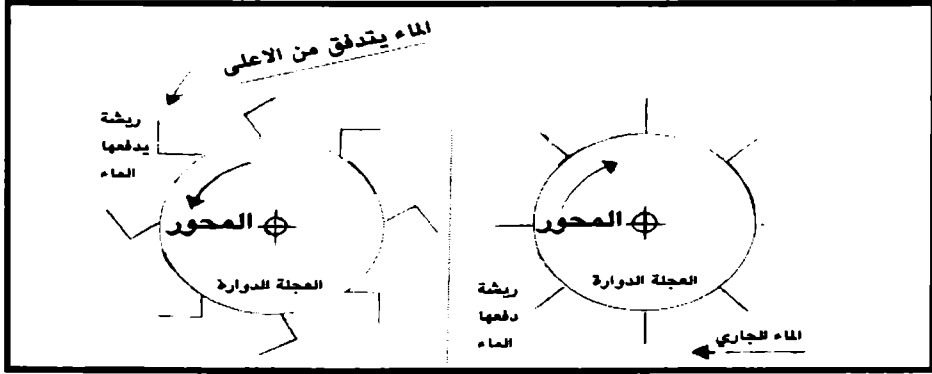 الماء يتدفق من الاعلى
ريشة
يدفعها
الماء
المحور
العجلة الدوارة
المحور
العجلة الدوارة
ريشة
دفعها
الماء
الماء الجاري